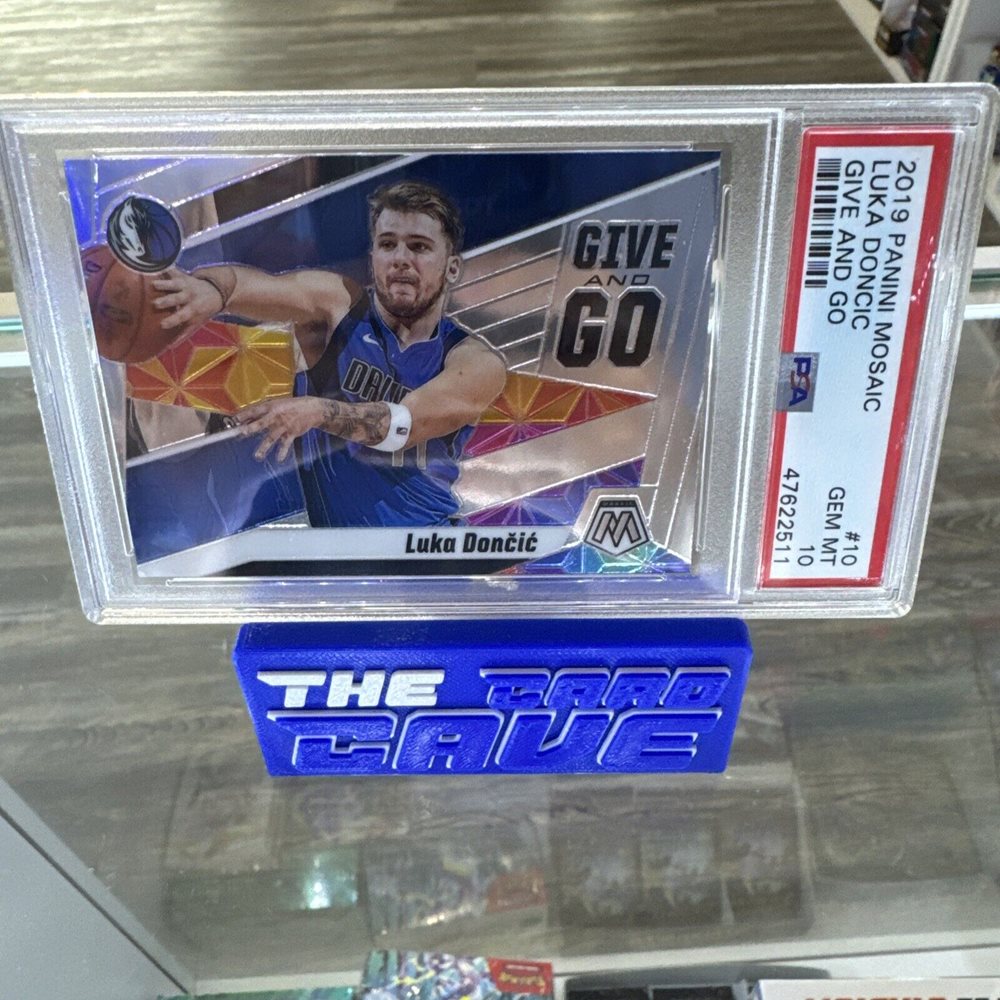 GIVE
AND
GO
Luka Dončić
2019 PANINI MOSAIC
LUKA DONCIC
GIVE AND GO
#10
GEM MT
10
47622511
PSA
THE CARD
CAVE